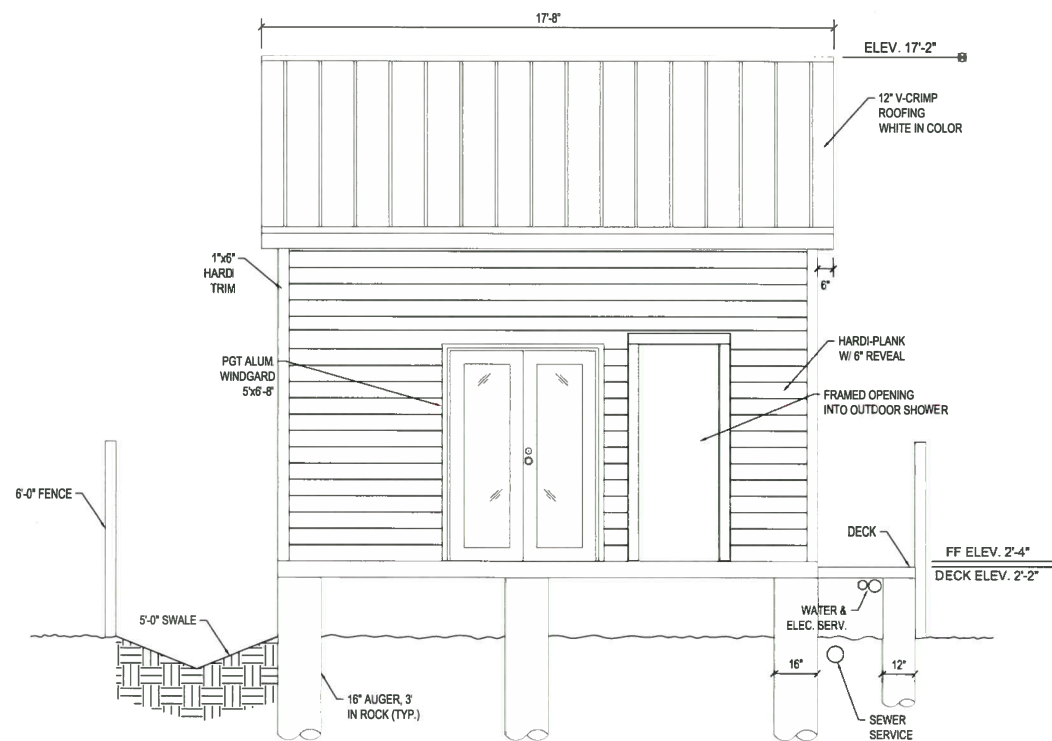 17'-8"
ELEV. 17'-2"
12" V-CRIMP
ROOFING
WHITE IN COLOR
1"x6"
HARDI
TRIM
6"
PGT ALUM.
WINDGARD
5'x6'-8"
HARDI-PLANK
W/ 6" REVEAL
FRAMED OPENING
INTO OUTDOOR SHOWER
6'-0" FENCE
DECK
FF ELEV. 2'-4"
DECK ELEV. 2'-2"
WATER &
ELEC. SERV.
5'-0" SWALE
16"
12"
16" AUGER, 3'
IN ROCK (TYP.)
SEWER
SERVICE